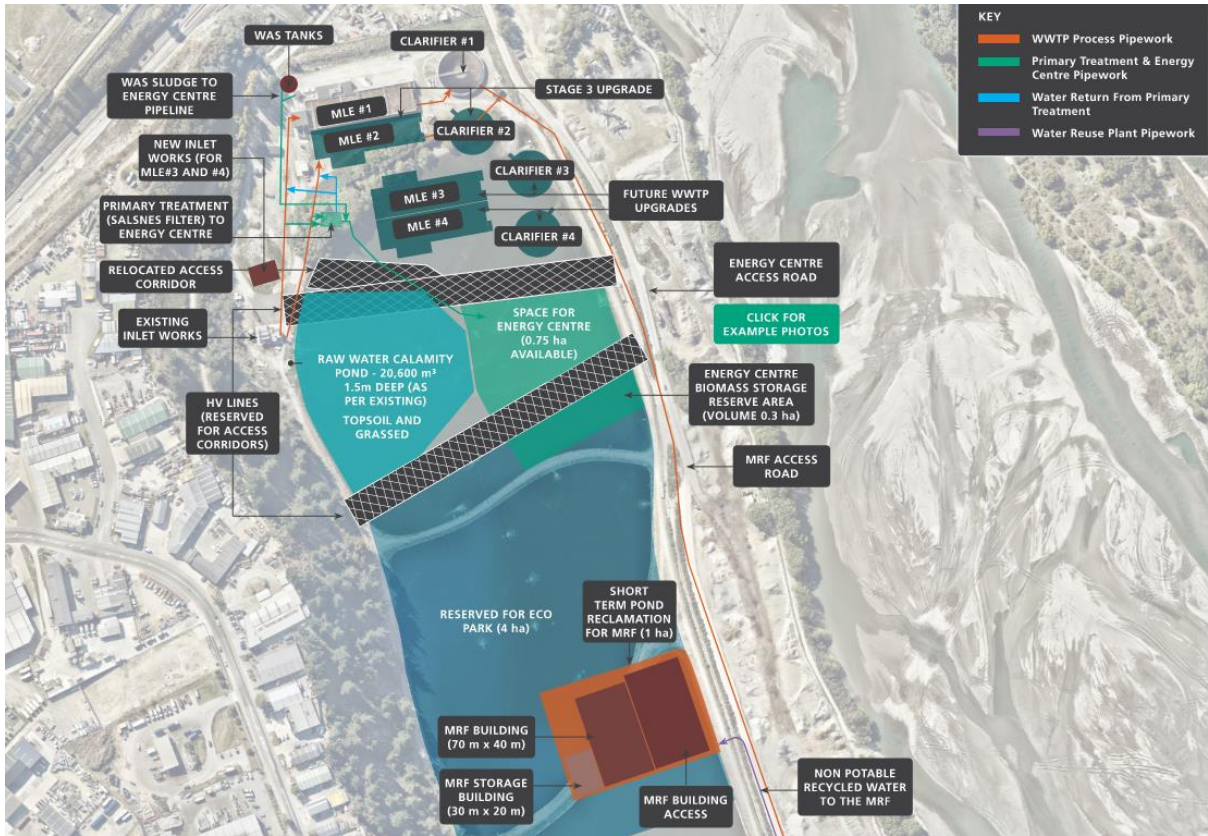 WAS TANKS
CLARIFIER #1
KEY
WWTP Process Pipework
Primary Treatment & Energy
Centre Pipework
Water Return From Primary
Treatment
Water Reuse Plant Pipework
WAS SLUDGE TO
ENERGY CENTRE
PIPELINE
STAGE 3 UPGRADE
MLE #1
MLE #2
CLARIFIER #2
NEW INLET
WORKS (FOR
MLE#3 AND #4)
CLARIFIER #3
MLE #3
MLE #4
FUTURE WWTP
UPGRADES
PRIMARY TREATMENT
(SALSNES FILTER) TO
ENERGY CENTRE
CLARIFIER #4
RELOCATED ACCESS
CORRIDOR
ENERGY CENTRE
ACCESS ROAD
CLICK FOR
EXAMPLE PHOTOS
EXISTING
INLET WORKS
SPACE FOR
ENERGY CENTRE
(0.75 ha
AVAILABLE)
RAW WATER CALAMITY
POND - 20,600 m³
1.5m DEEP (AS
PER EXISTING)
TOPSOIL AND
GRASSED
ENERGY CENTRE
BIOMASS STORAGE
RESERVE AREA
(VOLUME 0.3 ha)
HV LINES
(RESERVED
FOR ACCESS
CORRIDORS)
MRF ACCESS
ROAD
RESERVED FOR ECO
PARK (4 ha)
SHORT
TERM POND
RECLAMATION
FOR MRF (1 ha)
MRF BUILDING
(70 m x 40 m)
MRF STORAGE
BUILDING
(30 m x 20 m)
MRF BUILDING
ACCESS
NON POTABLE
RECYCLED WATER
TO THE MRF